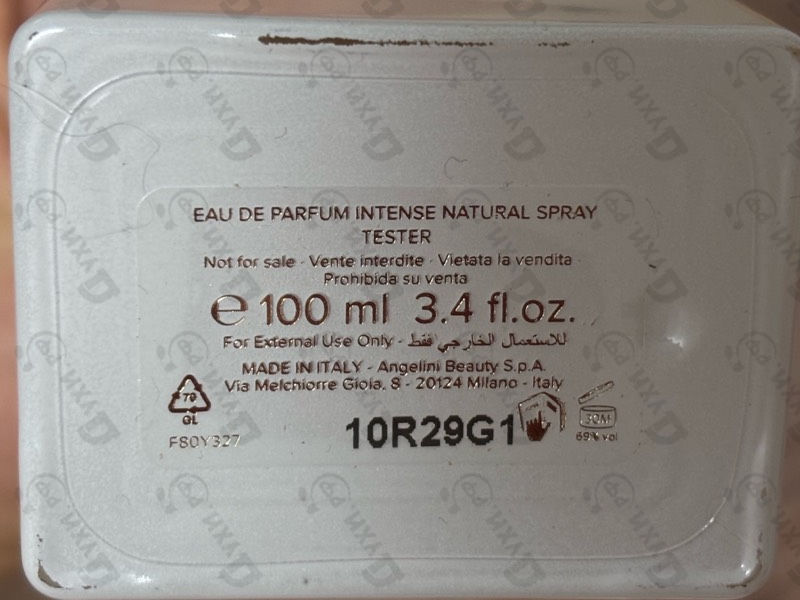 EAU DE PARFUM INTENSE NATURAL SPRAY
TESTER
Not for sale - Vente interdite - Vietata la vendita
Prohibida su venta
℮ 100 ml 3.4 fl.oz.
For External Use Only - للاستعمال الخارجي فقط
MADE IN ITALY - Angelini Beauty S.p.A.
Via Melchiorre Gioia, 8 - 20124 Milano - Italy
70
GL
F80Y327
10R29G1
30M
69% vol